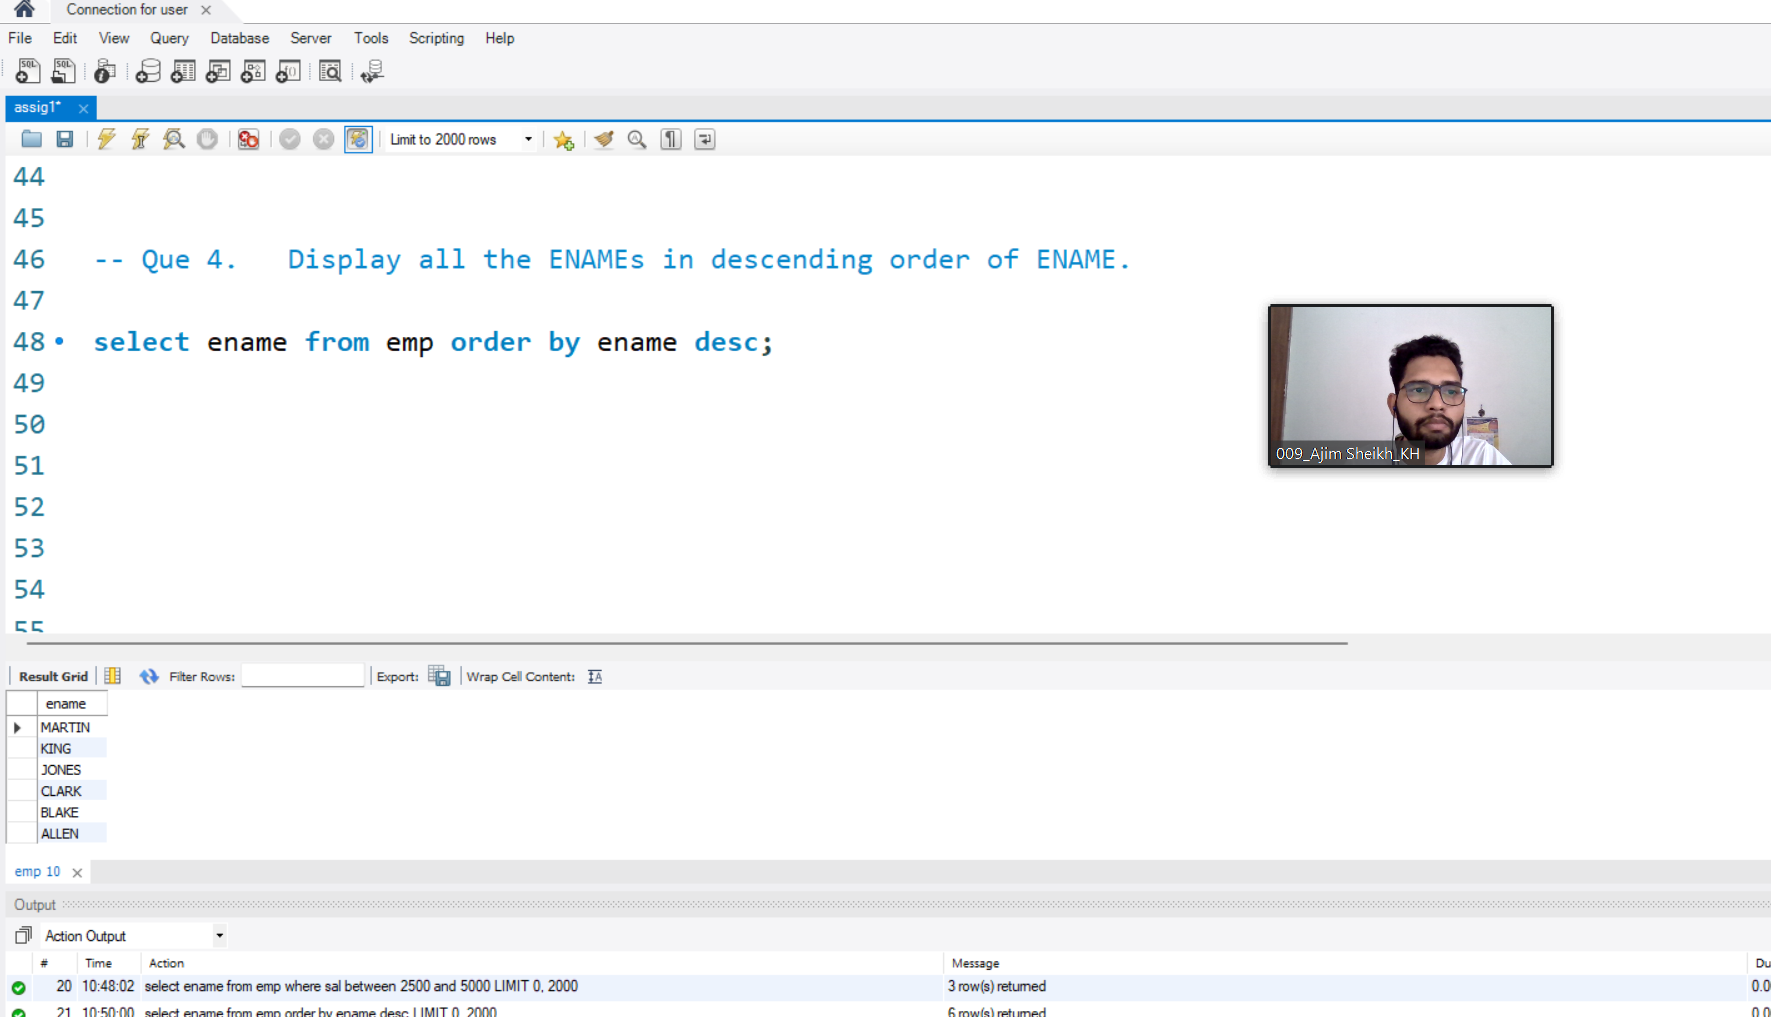 Connection for user
File Edit View Query Database Server Tools Scripting Help
SQL SQL
assig1*
Limit to 2000 rows
44
45
46 -- Que 4. Display all the ENAMEs in descending order of ENAME.
47
48 select ename from emp order by ename desc;
49
50
51
52
53
54
55
009_Ajim Sheikh_KH
Result Grid Filter Rows: Export: Wrap Cell Content:
ename
MARTIN
KING
JONES
CLARK
BLAKE
ALLEN
emp 10
Output
Action Output
# Time Action Message Du
20 10:48:02 select ename from emp where sal between 2500 and 5000 LIMIT 0, 2000 3 row(s) returned 0.0
21 10:50:00 select ename from emp order by ename desc LIMIT 0, 2000 6 row(s) returned 0.0